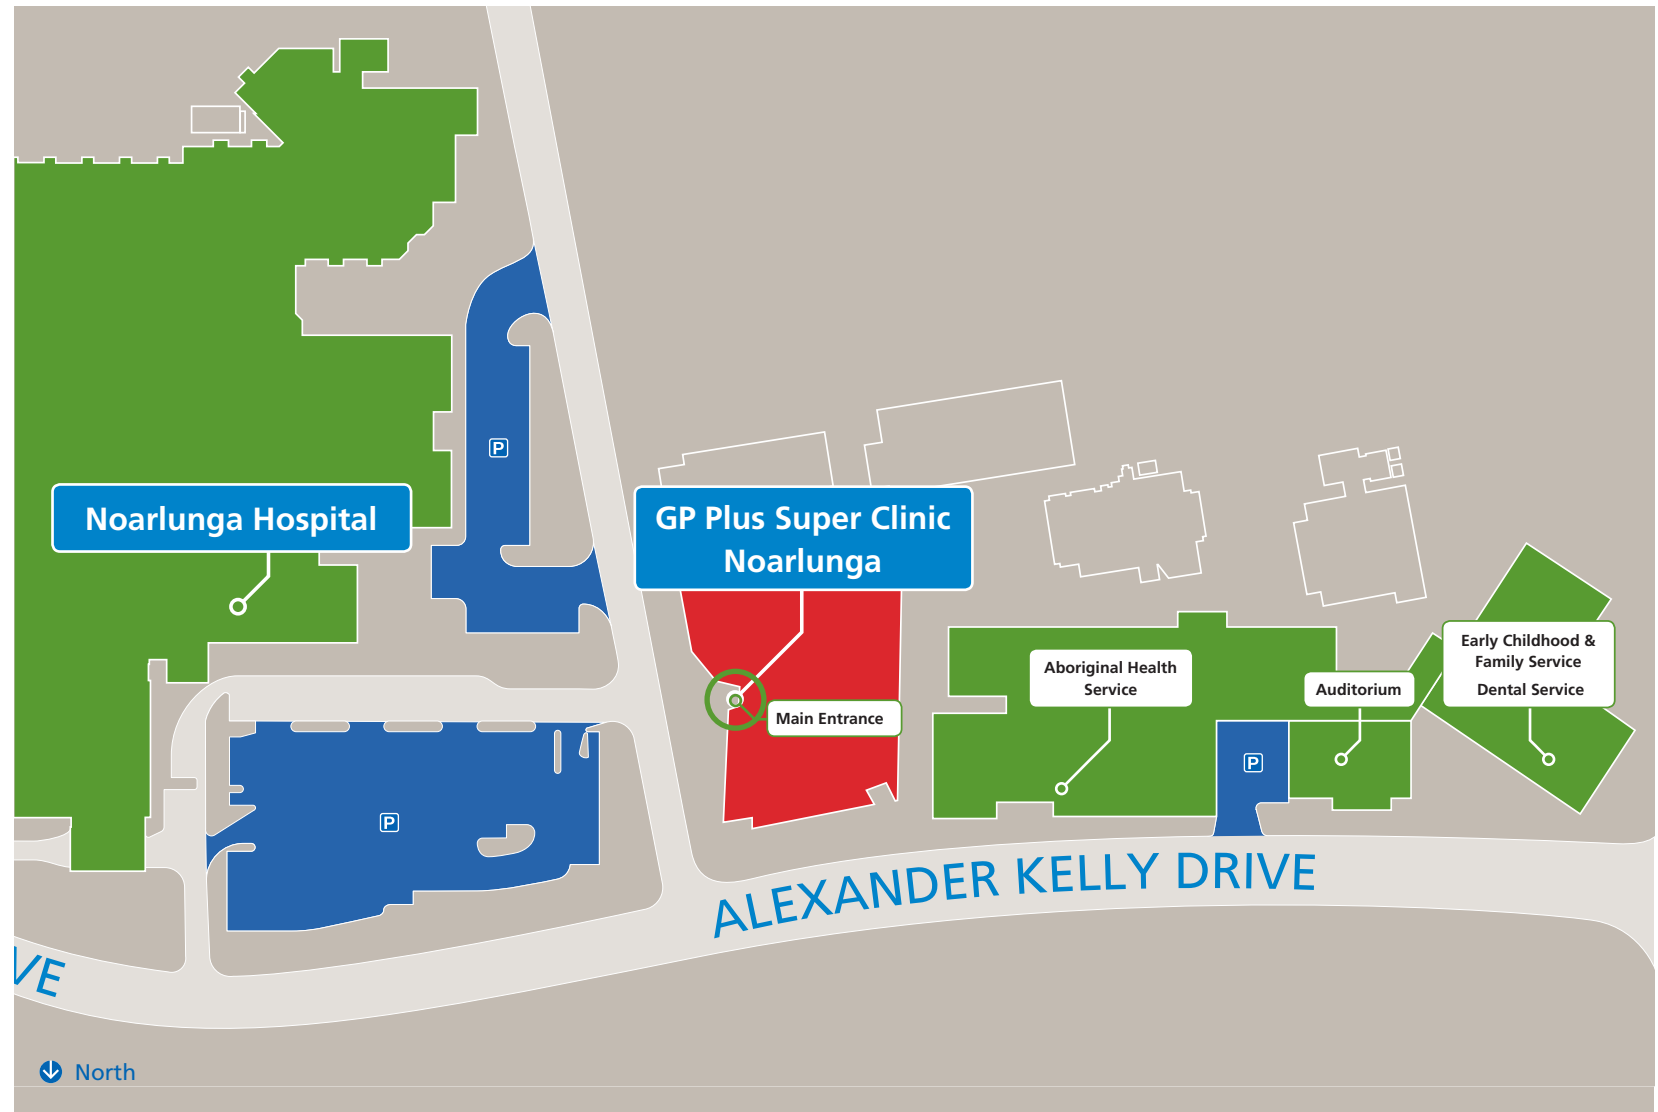 P
Noarlunga Hospital
GP Plus Super Clinic
Noarlunga
Early Childhood &
Family Service
Dental Service
Aboriginal Health
Service
Auditorium
Main Entrance
P
P
ALEXANDER KELLY DRIVE
VE
North